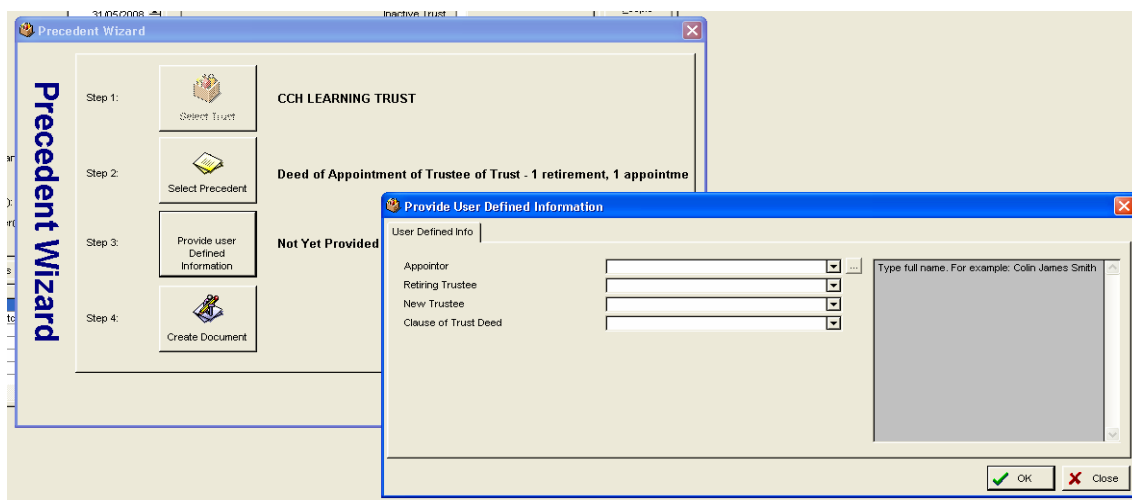 31/05/2008
Inactive Trust
Precedent Wizard
Precedent Wizard
Step 1:
Select Trust
CCH LEARNING TRUST
Step 2:
Select Precedent
Deed of Appointment of Trustee of Trust - 1 retirement, 1 appointme
Step 3:
Provide user
Defined
Information
Not Yet Provided
Step 4:
Create Document
Provide User Defined Information
User Defined Info
Appointor
...
Type full name. For example: Colin James Smith
Retiring Trustee
New Trustee
Clause of Trust Deed
OK
Close